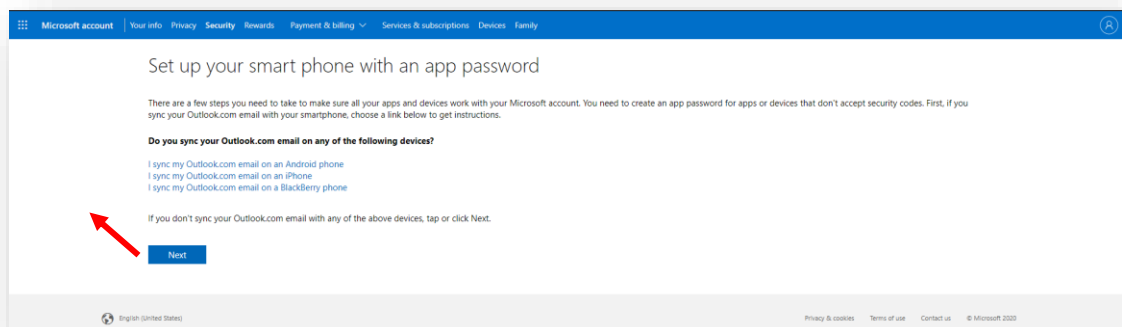 Microsoft account Your info Privacy Security Rewards Payment & billing Services & subscriptions Devices Family
Set up your smart phone with an app password
There are a few steps you need to take to make sure all your apps and devices work with your Microsoft account. You need to create an app password for apps or devices that don't accept security codes. First, if you
sync your Outlook.com email with your smartphone, choose a link below to get instructions.
Do you sync your Outlook.com email on any of the following devices?
I sync my Outlook.com email on an Android phone
I sync my Outlook.com email on an iPhone
I sync my Outlook.com email on a BlackBerry phone
If you don't sync your Outlook.com email with any of the above devices, tap or click Next.
Next
English (United States) Privacy & cookies Terms of use Contact us © Microsoft 2020